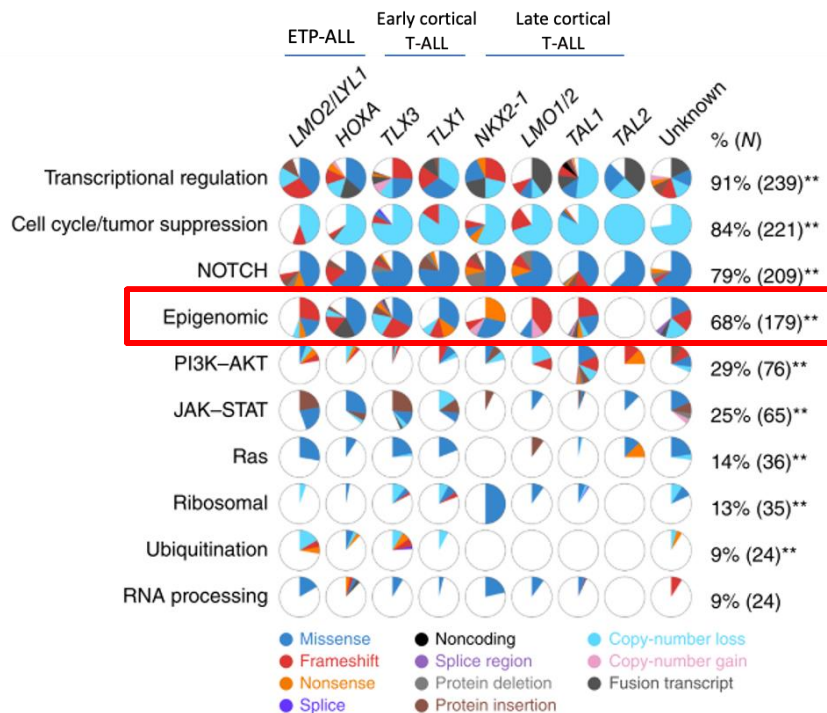 ETP-ALL
Early cortical
T-ALL
Late cortical
T-ALL
LMO2/LYL1
HOXA
TLX3
TLX1
NKX2-1
LMO1/2
TAL1
TAL2
Unknown
% (N)
Transcriptional regulation 91% (239)**
Cell cycle/tumor suppression 84% (221)**
NOTCH 79% (209)**
Epigenomic 68% (179)**
PI3K–AKT 29% (76)**
JAK–STAT 25% (65)**
Ras 14% (36)**
Ribosomal 13% (35)**
Ubiquitination 9% (24)**
RNA processing 9% (24)
Missense Noncoding Copy-number loss
Frameshift Splice region Copy-number gain
Nonsense Protein deletion Fusion transcript
Splice Protein insertion